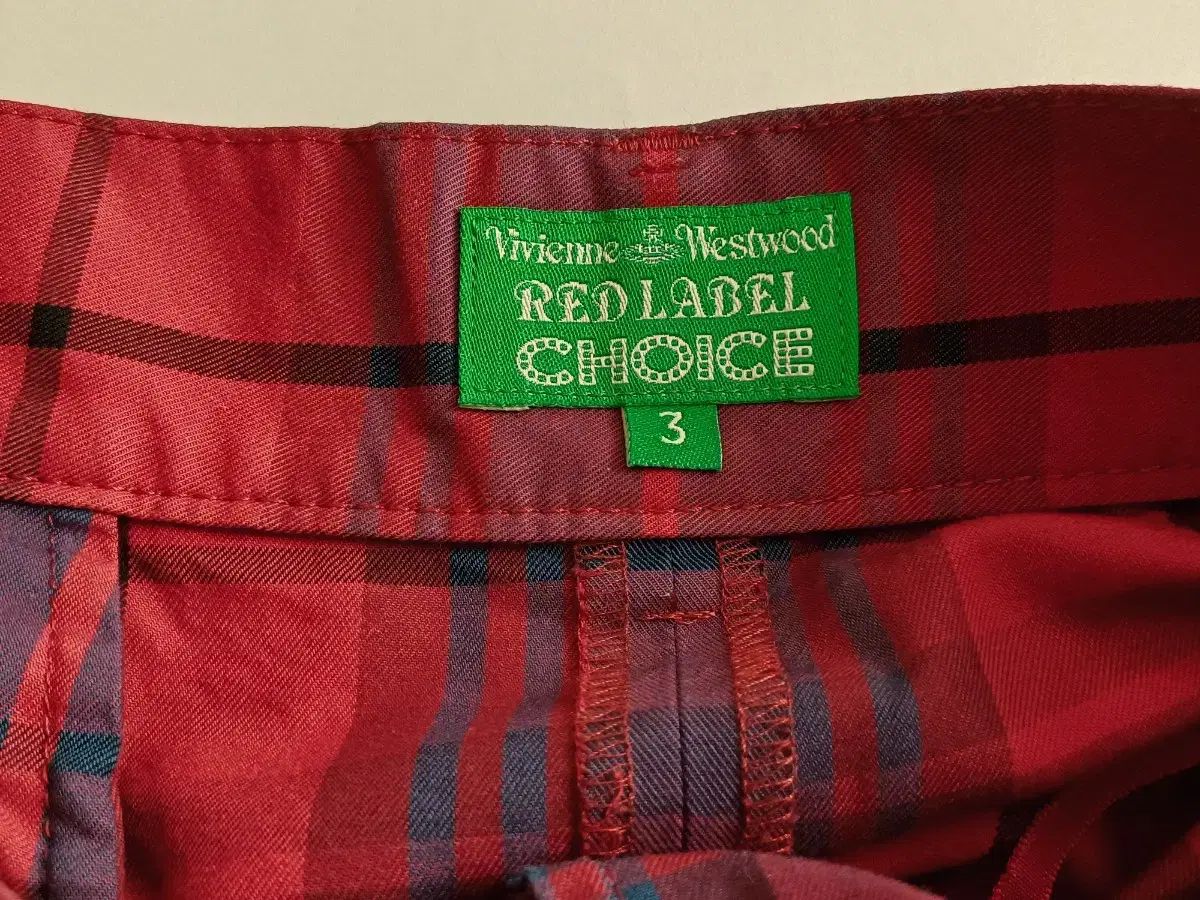 Vivienne Westwood
RED LABEL
CHOICE
3